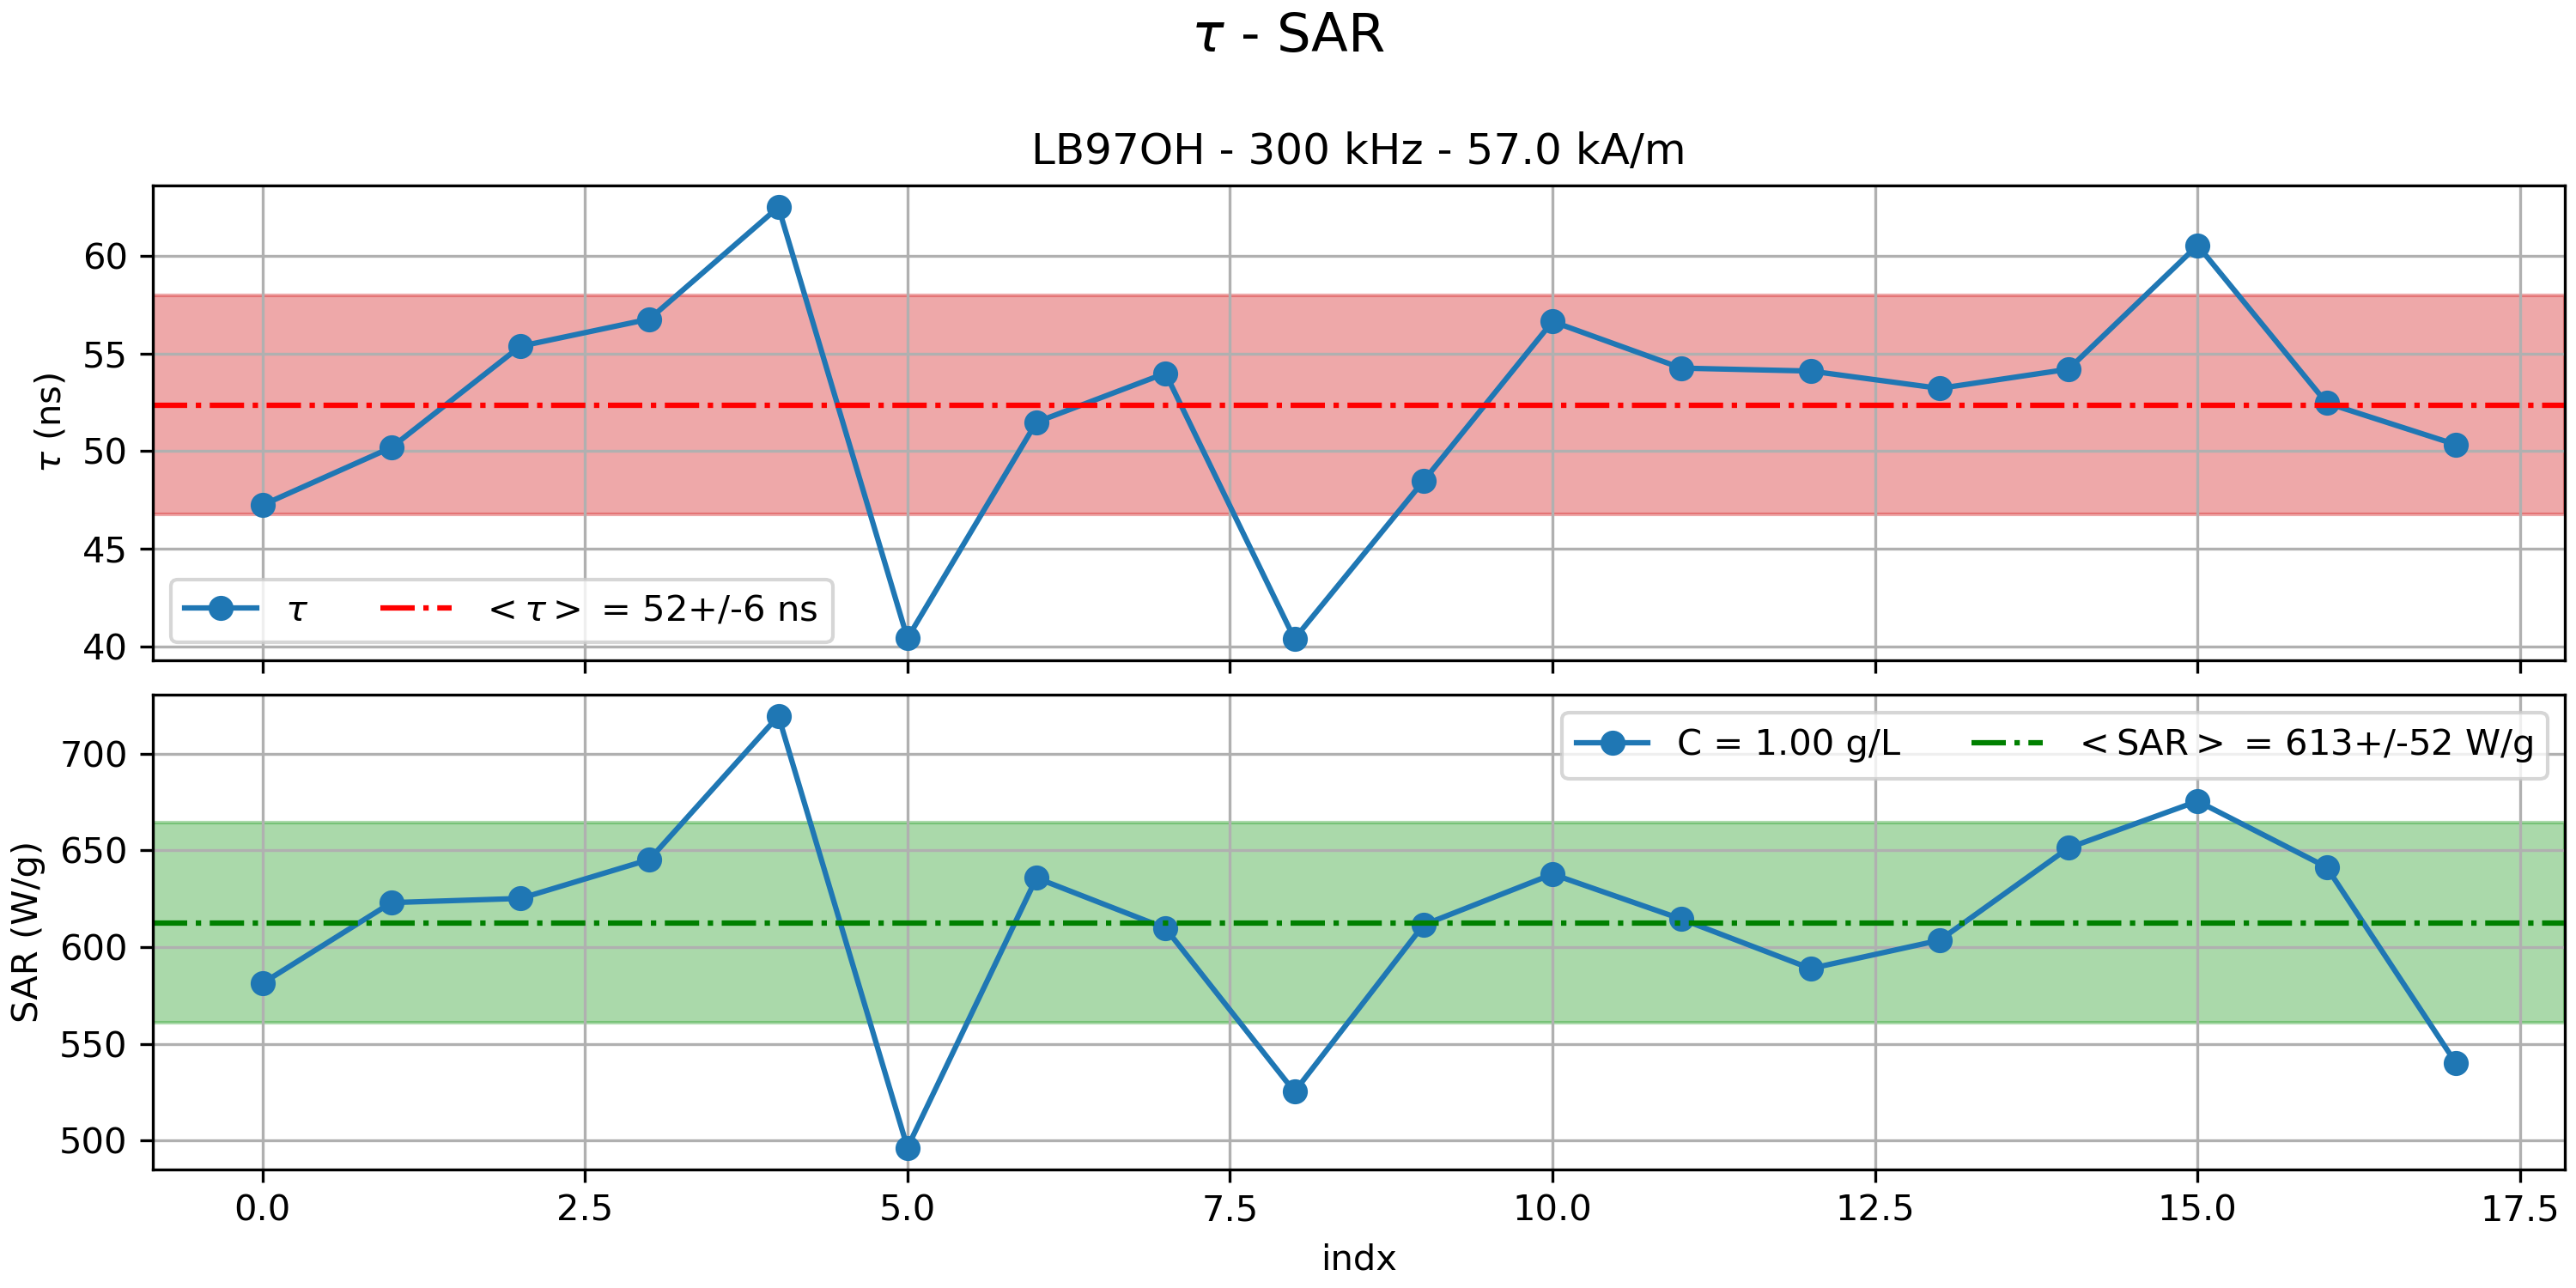 τ - SAR
LB97OH - 300 kHz - 57.0 kA/m
τ (ns)
60
55
50
45
40
τ
<τ> = 52+/-6 ns
SAR (W/g)
700
650
600
550
500
C = 1.00 g/L
<SAR> = 613+/-52 W/g
0.0 2.5 5.0 7.5 10.0 12.5 15.0 17.5
indx